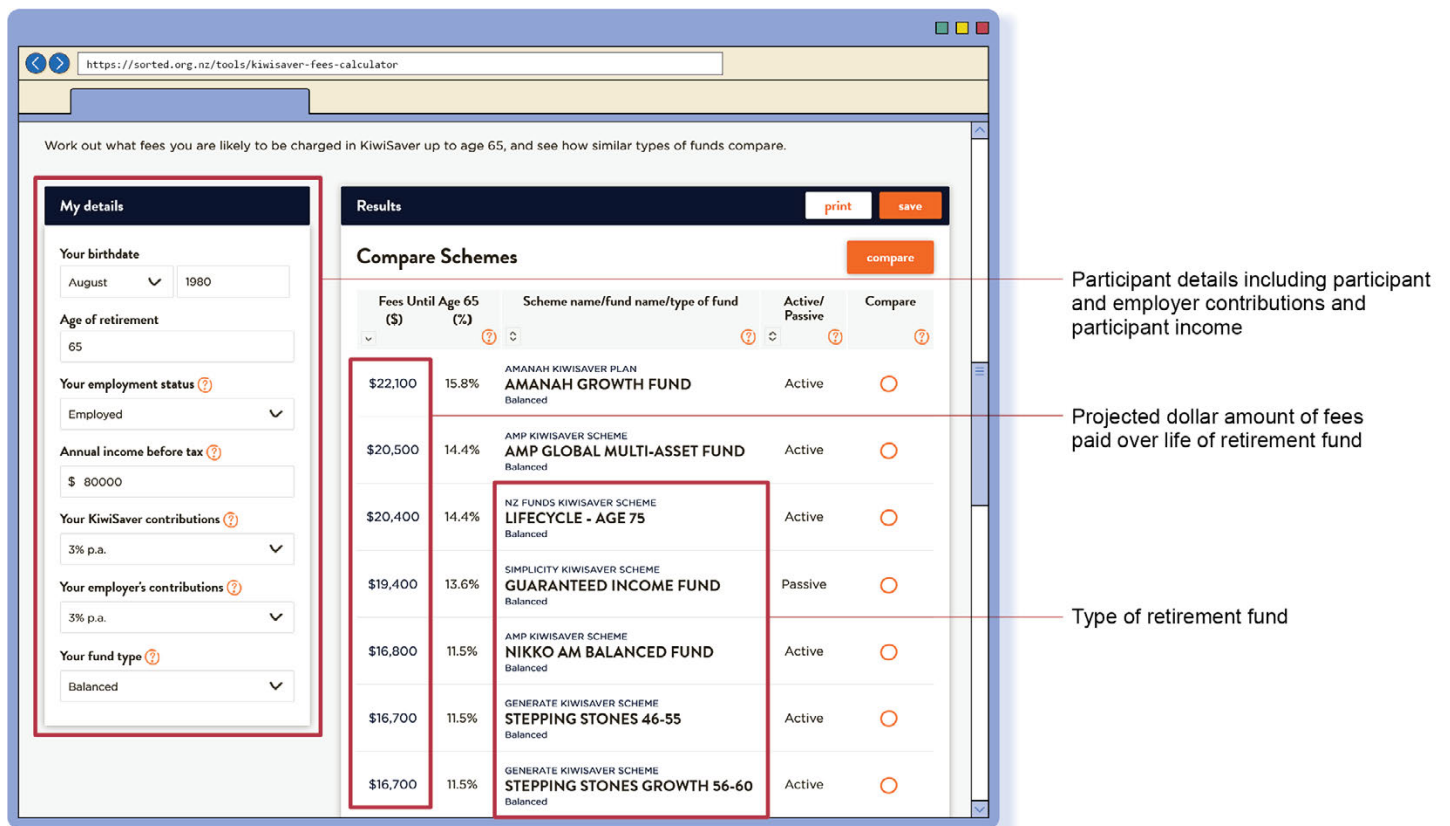 https://sorted.org.nz/tools/kiwisaver-fees-calculator
Work out what fees you are likely to be charged in KiwiSaver up to age 65, and see how similar types of funds compare.
My details
Your birthdate
August 1980
Age of retirement
65
Your employment status ?
Employed
Annual income before tax ?
$ 80000
Your KiwiSaver contributions ?
3% p.a.
Your employer's contributions ?
3% p.a.
Your fund type ?
Balanced
Results print save
Compare Schemes compare
Fees Until Age 65 Scheme name/fund name/type of fund Active/ Compare
($) (%) Passive
? ? ? ?
AMANAH KIWISAVER PLAN
$22,100 15.8% AMANAH GROWTH FUND Active
Balanced
AMP KIWISAVER SCHEME
$20,500 14.4% AMP GLOBAL MULTI-ASSET FUND Active
Balanced
NZ FUNDS KIWISAVER SCHEME
$20,400 14.4% LIFECYCLE - AGE 75 Active
Balanced
SIMPLICITY KIWISAVER SCHEME
$19,400 13.6% GUARANTEED INCOME FUND Passive
Balanced
AMP KIWISAVER SCHEME
$16,800 11.5% NIKKO AM BALANCED FUND Active
Balanced
GENERATE KIWISAVER SCHEME
$16,700 11.5% STEPPING STONES 46-55 Active
Balanced
GENERATE KIWISAVER SCHEME
$16,700 11.5% STEPPING STONES GROWTH 56-60 Active
Balanced
Participant details including participant
and employer contributions and
participant income
Projected dollar amount of fees
paid over life of retirement fund
Type of retirement fund